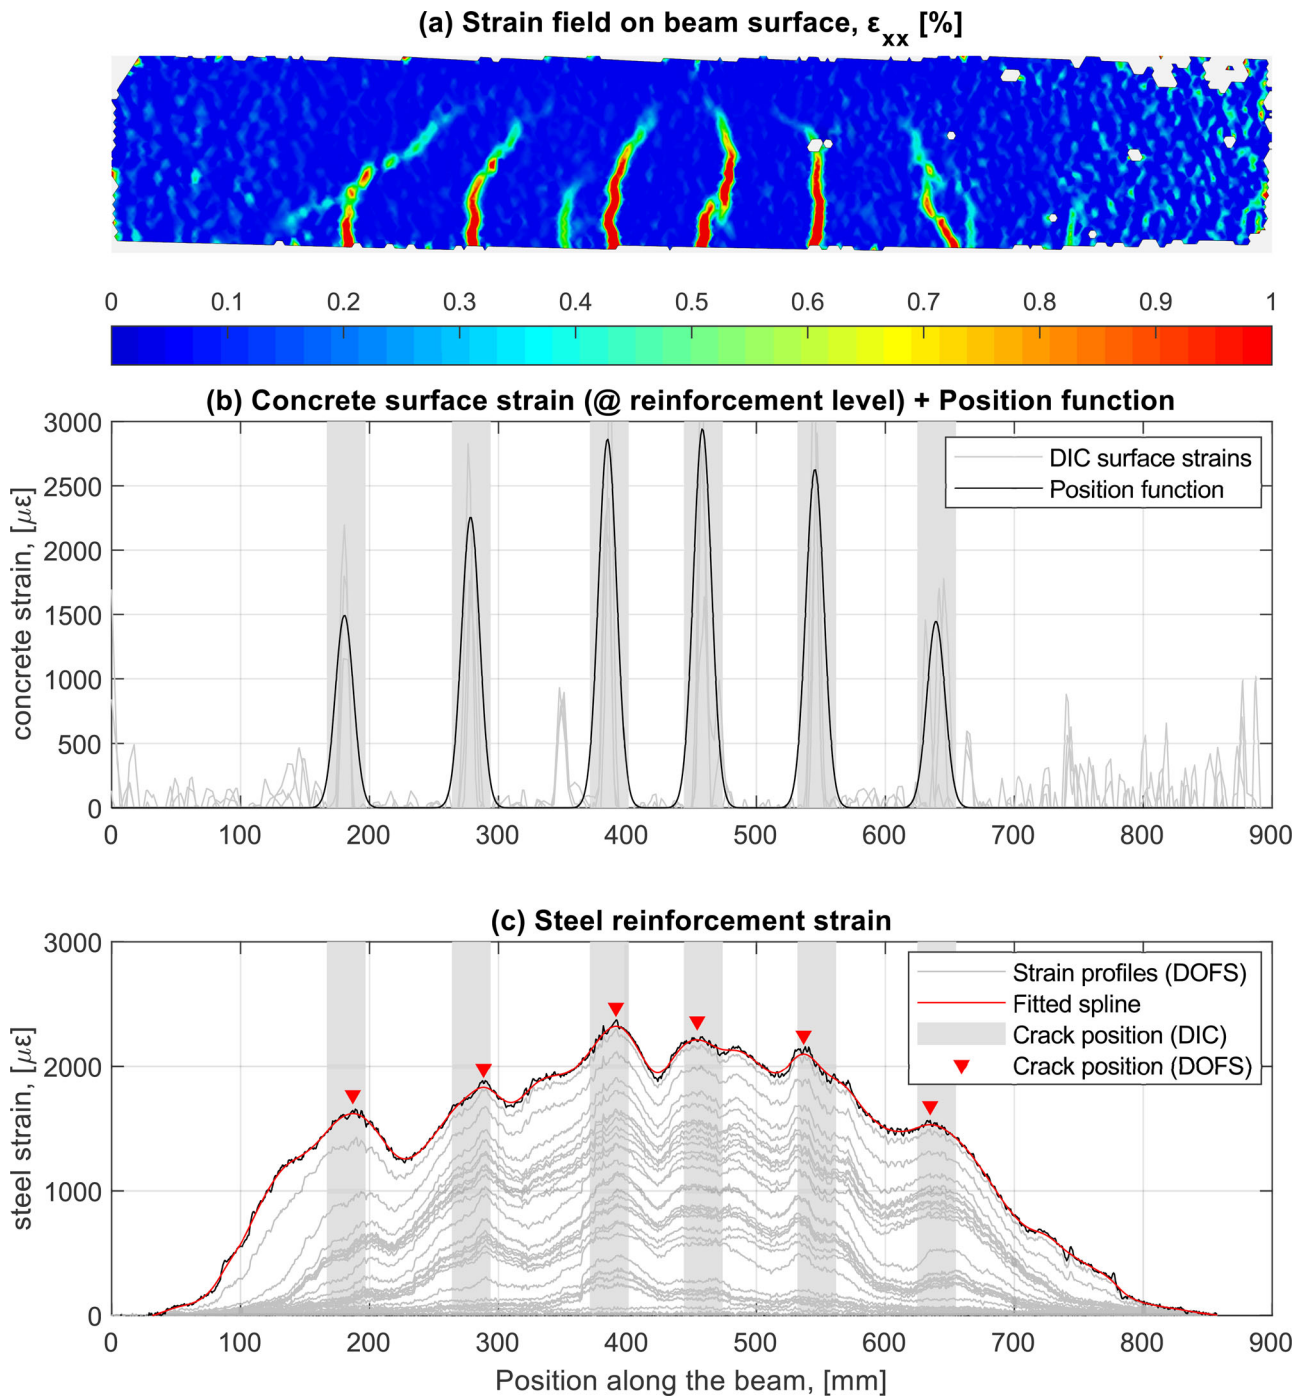 (a) Strain field on beam surface, εxx [%]
0 0.1 0.2 0.3 0.4 0.5 0.6 0.7 0.8 0.9 1
(b) Concrete surface strain (@ reinforcement level) + Position function
concrete strain, [με]
3000
2500
2000
1500
1000
500
0
DIC surface strains
Position function
0 100 200 300 400 500 600 700 800 900
(c) Steel reinforcement strain
steel strain, [με]
3000
2000
1000
0
Strain profiles (DOFS)
Fitted spline
Crack position (DIC)
Crack position (DOFS)
0 100 200 300 400 500 600 700 800 900
Position along the beam, [mm]